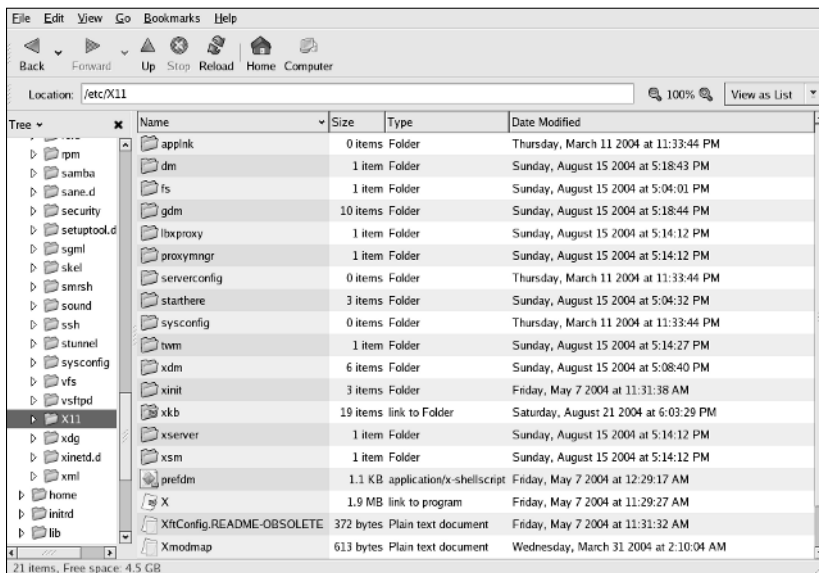 File Edit View Go Bookmarks Help
Back Forward Up Stop Reload Home Computer
Location: /etc/X11 100% View as List
Tree Name Size Type Date Modified
rpm
samba
sane.d
security
setuptool.d
sgml
skel
smrsh
sound
ssh
stunnel
sysconfig
vfs
vsftpd
X11
xdg
xinetd.d
xml
home
initrd
lib
applnk 0 items Folder Thursday, March 11 2004 at 11:33:44 PM
dm 1 item Folder Sunday, August 15 2004 at 5:18:43 PM
fs 1 item Folder Sunday, August 15 2004 at 5:04:01 PM
gdm 10 items Folder Sunday, August 15 2004 at 5:18:44 PM
lbxproxy 1 item Folder Sunday, August 15 2004 at 5:14:12 PM
proxymngr 1 item Folder Sunday, August 15 2004 at 5:14:12 PM
serverconfig 0 items Folder Thursday, March 11 2004 at 11:33:44 PM
starthere 3 items Folder Sunday, August 15 2004 at 5:04:32 PM
sysconfig 0 items Folder Thursday, March 11 2004 at 11:33:44 PM
twm 1 item Folder Sunday, August 15 2004 at 5:14:27 PM
xdm 6 items Folder Sunday, August 15 2004 at 5:08:40 PM
xinit 3 items Folder Friday, May 7 2004 at 11:31:38 AM
xkb 19 items link to Folder Saturday, August 21 2004 at 6:03:29 PM
xserver 1 item Folder Sunday, August 15 2004 at 5:14:12 PM
xsm 1 item Folder Sunday, August 15 2004 at 5:14:12 PM
prefdm 1.1 KB application/x-shellscript Friday, May 7 2004 at 12:29:17 AM
X 1.9 MB link to program Friday, May 7 2004 at 11:29:27 AM
XftConfig.README-OBSOLETE 372 bytes Plain text document Friday, May 7 2004 at 11:31:32 AM
Xmodmap 613 bytes Plain text document Wednesday, March 31 2004 at 2:10:04 AM
21 items, Free space: 4.5 GB